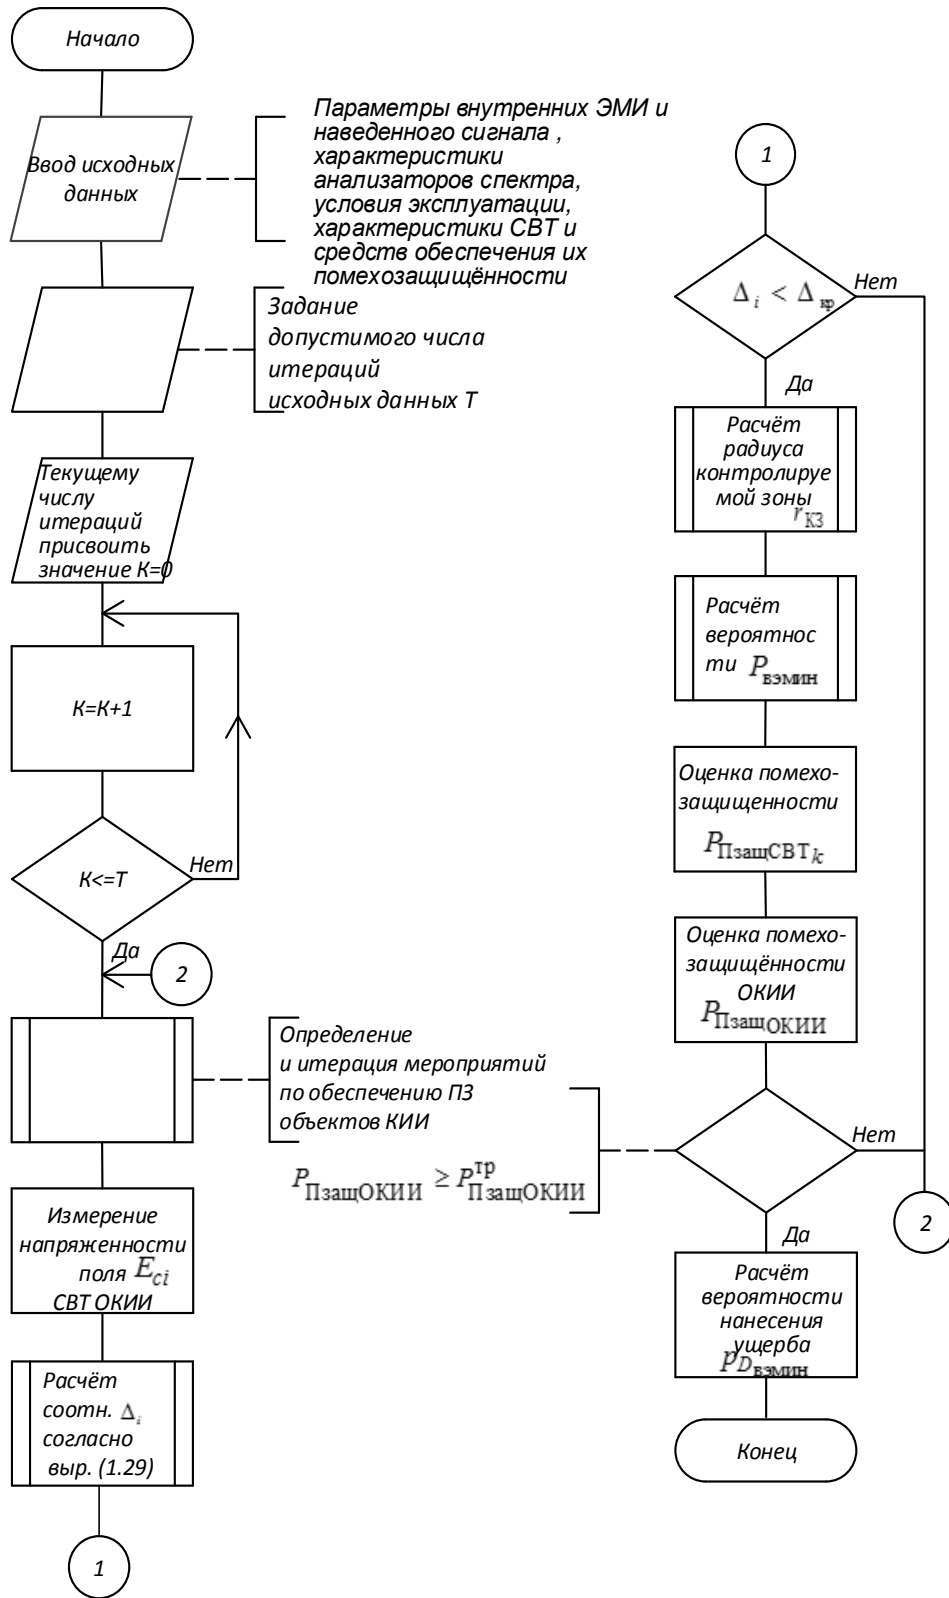 Начало
Ввод исходных
данных
Параметры внутренних ЭМИ и
наведенного сигнала ,
характеристики
анализаторов спектра,
условия эксплуатации,
характеристики СВТ и
средств обеспечения их
помехозащищённости
Задание
допустимого числа
итераций
исходных данных Т
Текущему
числу
итераций
присвоить
значение К=0
К=К+1
К<=Т
Нет
Да
2
Определение
и итерация мероприятий
по обеспечению ПЗ
объектов КИИ
Измерение
напряженности
поля E_ci
СВТ ОКИИ
Расчёт
соотн. Δ_i
согласно
выр. (1.29)
1
1
Δ_i < Δ_кр
Нет
Да
Расчёт
радиуса
контролируе
мой зоны
r_КЗ
Расчёт
вероятнос
ти P_вэмин
Оценка помехо-
защищенности
P_ПзащСВТ_k
Оценка помехо-
защищённости
ОКИИ
P_ПзащОКИИ
P_ПзащОКИИ ≥ P^тр_ПзащОКИИ
Нет
2
Да
Расчёт
вероятности
нанесения
ущерба
p_D_вэмин
Конец